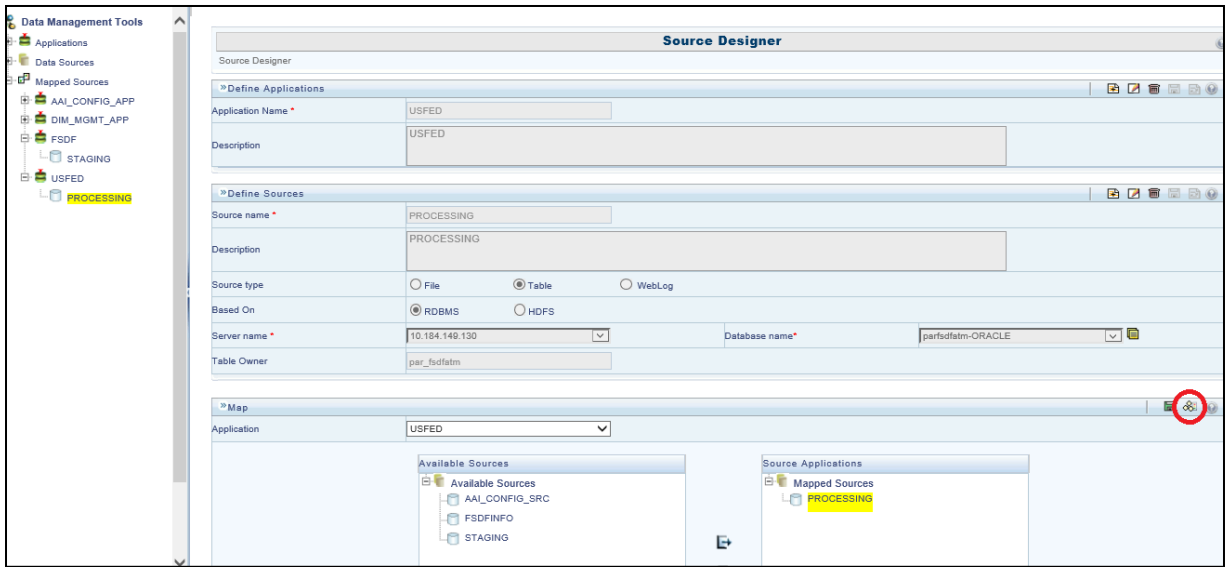 Data Management Tools
Applications
Data Sources
Mapped Sources
AAI_CONFIG_APP
DIM_MGMT_APP
FSDF
STAGING
USFED
PROCESSING
Source Designer
Source Designer
»Define Applications
Application Name *
USFED
Description
USFED
»Define Sources
Source name *
PROCESSING
Description
PROCESSING
Source type
File Table WebLog
Based On
RDBMS HDFS
Server name * 10.184.149.130 Database name* parfsdfatm-ORACLE
Table Owner
par_fsdfatm
»Map
Application
USFED
Available Sources
Available Sources
AAI_CONFIG_SRC
FSDFINFO
STAGING
Source Applications
Mapped Sources
PROCESSING